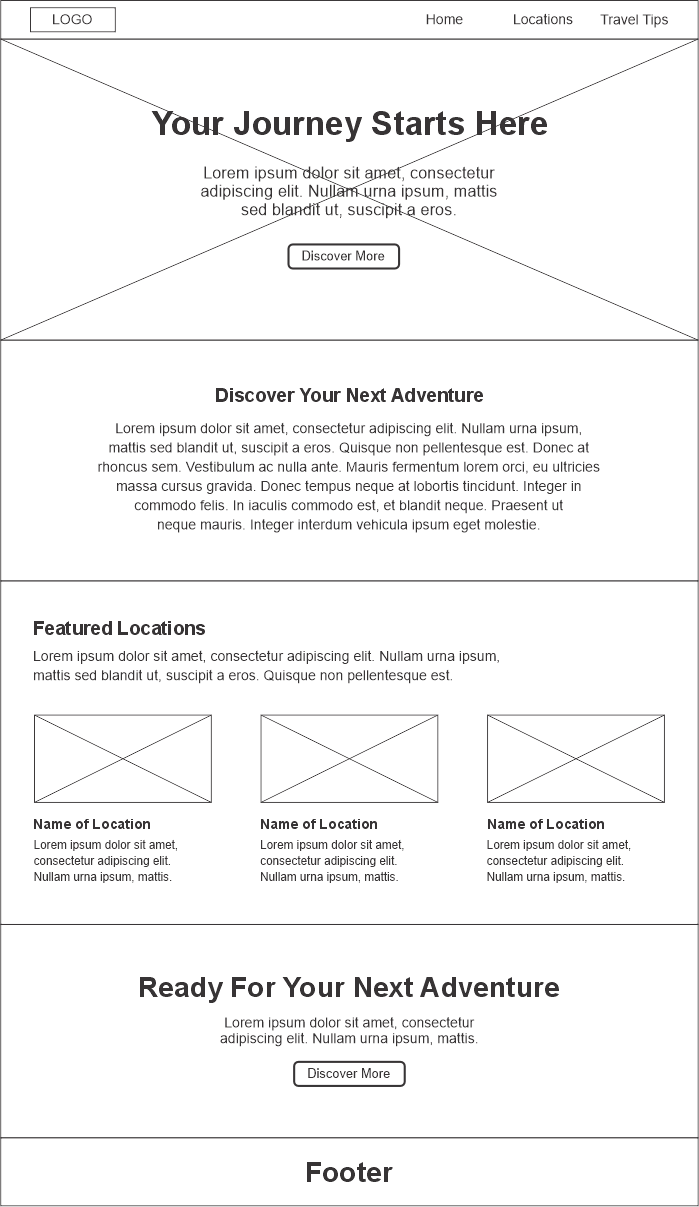 LOGO
Home
Locations
Travel Tips
Your Journey Starts Here
Lorem ipsum dolor sit amet, consectetur
adipiscing elit. Nullam urna ipsum, mattis
sed blandit ut, suscipit a eros.
Discover More
Discover Your Next Adventure
Lorem ipsum dolor sit amet, consectetur adipiscing elit. Nullam urna ipsum,
mattis sed blandit ut, suscipit a eros. Quisque non pellentesque est. Donec at
rhoncus sem. Vestibulum ac nulla ante. Mauris fermentum lorem orci, eu ultricies
massa cursus gravida. Donec tempus neque at lobortis tincidunt. Integer in
commodo felis. In iaculis commodo est, et blandit neque. Praesent ut
neque mauris. Integer interdum vehicula ipsum eget molestie.
Featured Locations
Lorem ipsum dolor sit amet, consectetur adipiscing elit. Nullam urna ipsum,
mattis sed blandit ut, suscipit a eros. Quisque non pellentesque est.
Name of Location
Lorem ipsum dolor sit amet,
consectetur adipiscing elit.
Nullam urna ipsum, mattis.
Name of Location
Lorem ipsum dolor sit amet,
consectetur adipiscing elit.
Nullam urna ipsum, mattis.
Name of Location
Lorem ipsum dolor sit amet,
consectetur adipiscing elit.
Nullam urna ipsum, mattis.
Ready For Your Next Adventure
Lorem ipsum dolor sit amet, consectetur
adipiscing elit. Nullam urna ipsum, mattis.
Discover More
Footer